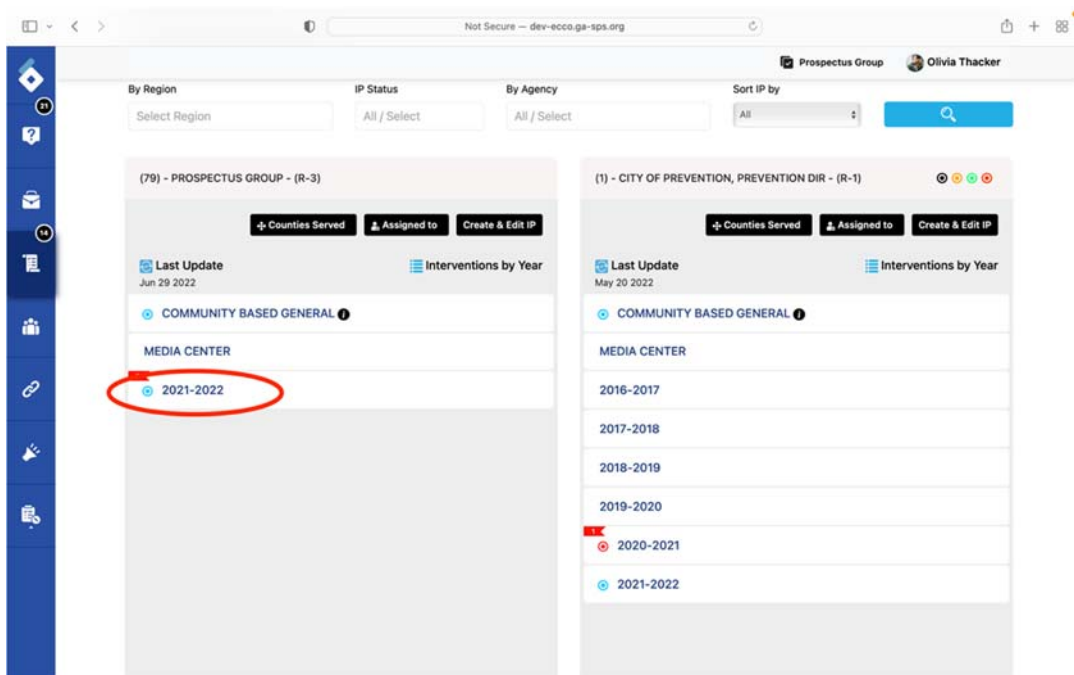 Not Secure — dev-ecco.ga-sps.org
Prospectus Group
Olivia Thacker
21
14
By Region
IP Status
By Agency
Sort IP by
Select Region
All / Select
All / Select
All
(79) - PROSPECTUS GROUP - (R-3)
Counties Served
Assigned to
Create & Edit IP
Last Update
Interventions by Year
Jun 29 2022
COMMUNITY BASED GENERAL
MEDIA CENTER
2021-2022
(1) - CITY OF PREVENTION, PREVENTION DIR - (R-1)
Counties Served
Assigned to
Create & Edit IP
Last Update
Interventions by Year
May 20 2022
COMMUNITY BASED GENERAL
MEDIA CENTER
2016-2017
2017-2018
2018-2019
2019-2020
1
2020-2021
2021-2022